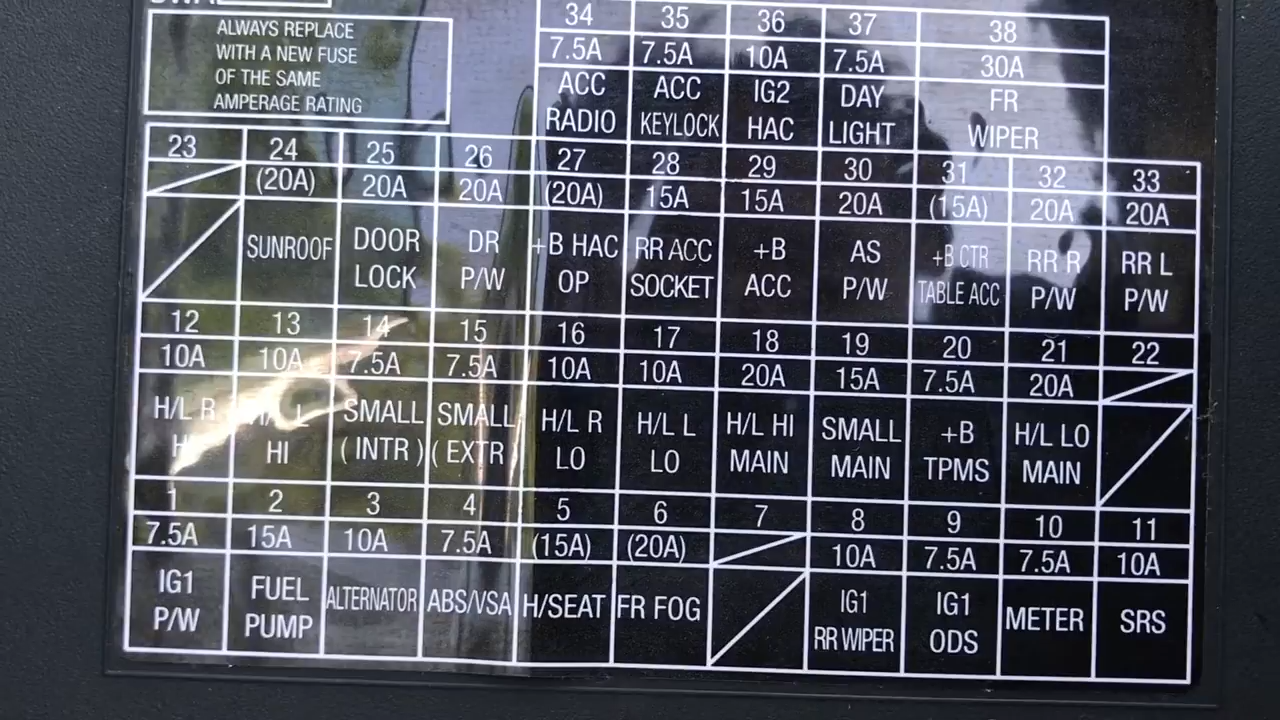 34 35 36 37 38
7.5A 7.5A 10A 7.5A 30A
ACC ACC IG2 DAY FR
RADIO KEYLOCK HAC LIGHT WIPER
ALWAYS REPLACE
WITH A NEW FUSE
OF THE SAME
AMPERAGE RATING
23 24 25 26 27 28 29 30 31 32 33
(20A) 20A 20A (20A) 15A 15A 20A (15A) 20A 20A
SUNROOF DOOR DR +B HAC RR ACC +B AS +B CTR RR R RR L
LOCK P/W OP SOCKET ACC P/W TABLE ACC P/W P/W
12 13 14 15 16 17 18 19 20 21 22
10A 10A 7.5A 7.5A 10A 10A 20A 15A 7.5A 20A
H/L R H/L L SMALL SMALL H/L R H/L L H/L HI SMALL +B H/L LO
HI HI (INTR) (EXTR) LO LO MAIN MAIN TPMS MAIN
1 2 3 4 5 6 7 8 9 10 11
7.5A 15A 10A 7.5A (15A) (20A) 10A 7.5A 7.5A 10A
IG1 FUEL ALTERNATOR ABS/VSA H/SEAT FR FOG IG1 IG1 METER SRS
P/W PUMP RR WIPER ODS